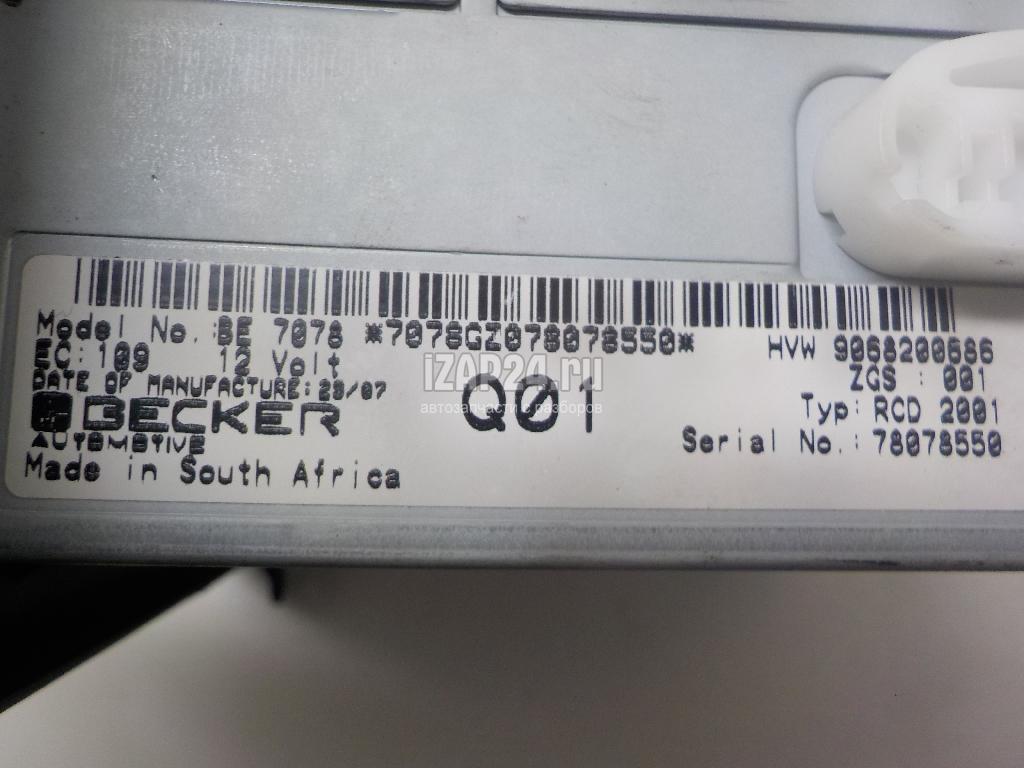 Model No.:BE 7078 *7078GZ078078550* HVW 9068200686
EC: 109 12 Volt ZGS : 001
DATE OF MANUFACTURE: 23/07
BECKER Q01 Typ: RCD 2001
AUTOMOTIVE Serial No.: 78078550
Made in South Africa
iZAP24.ru
автозапчасти с разборов